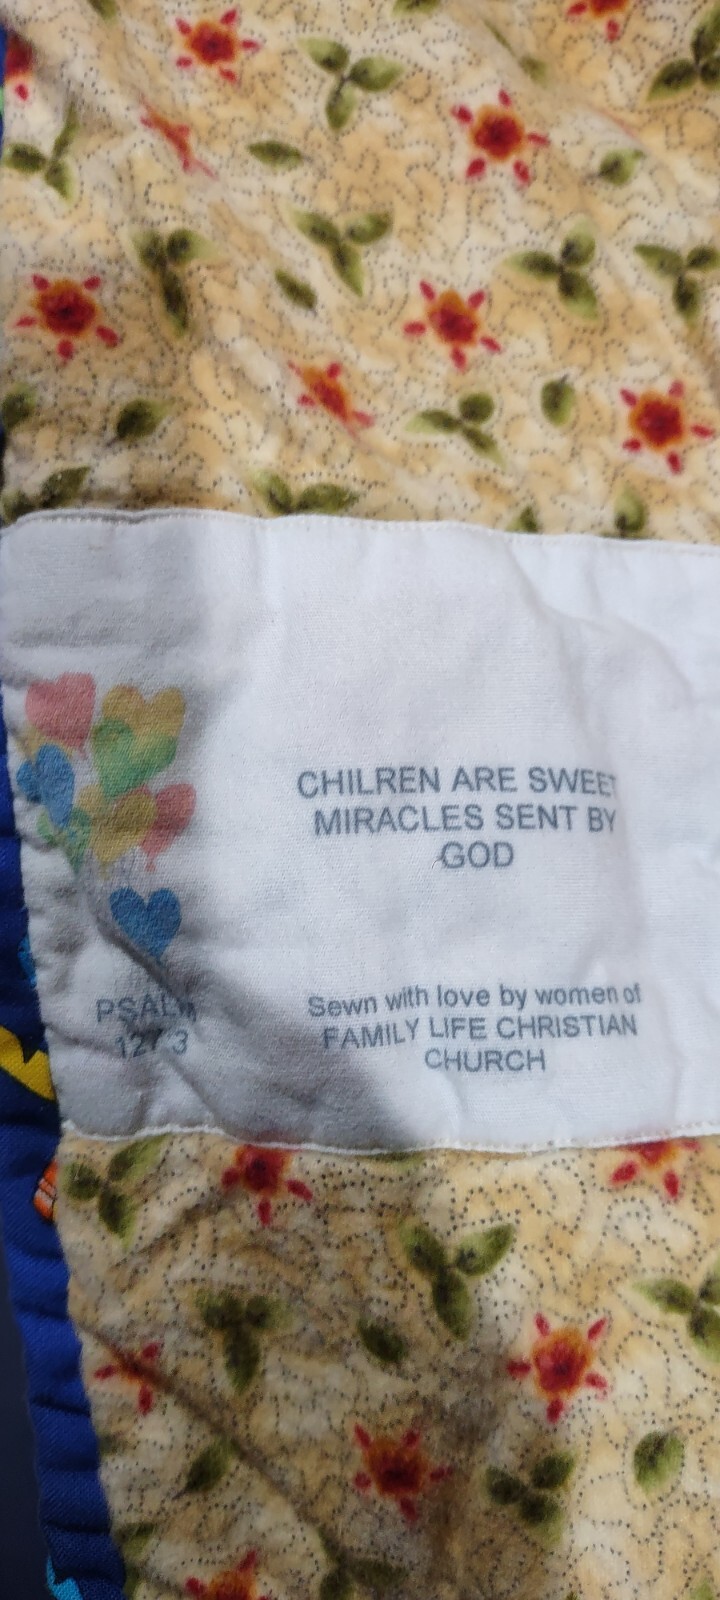 CHILREN ARE SWEET
MIRACLES SENT BY
GOD
PSALM
127:3
Sewn with love by women of
FAMILY LIFE CHRISTIAN
CHURCH